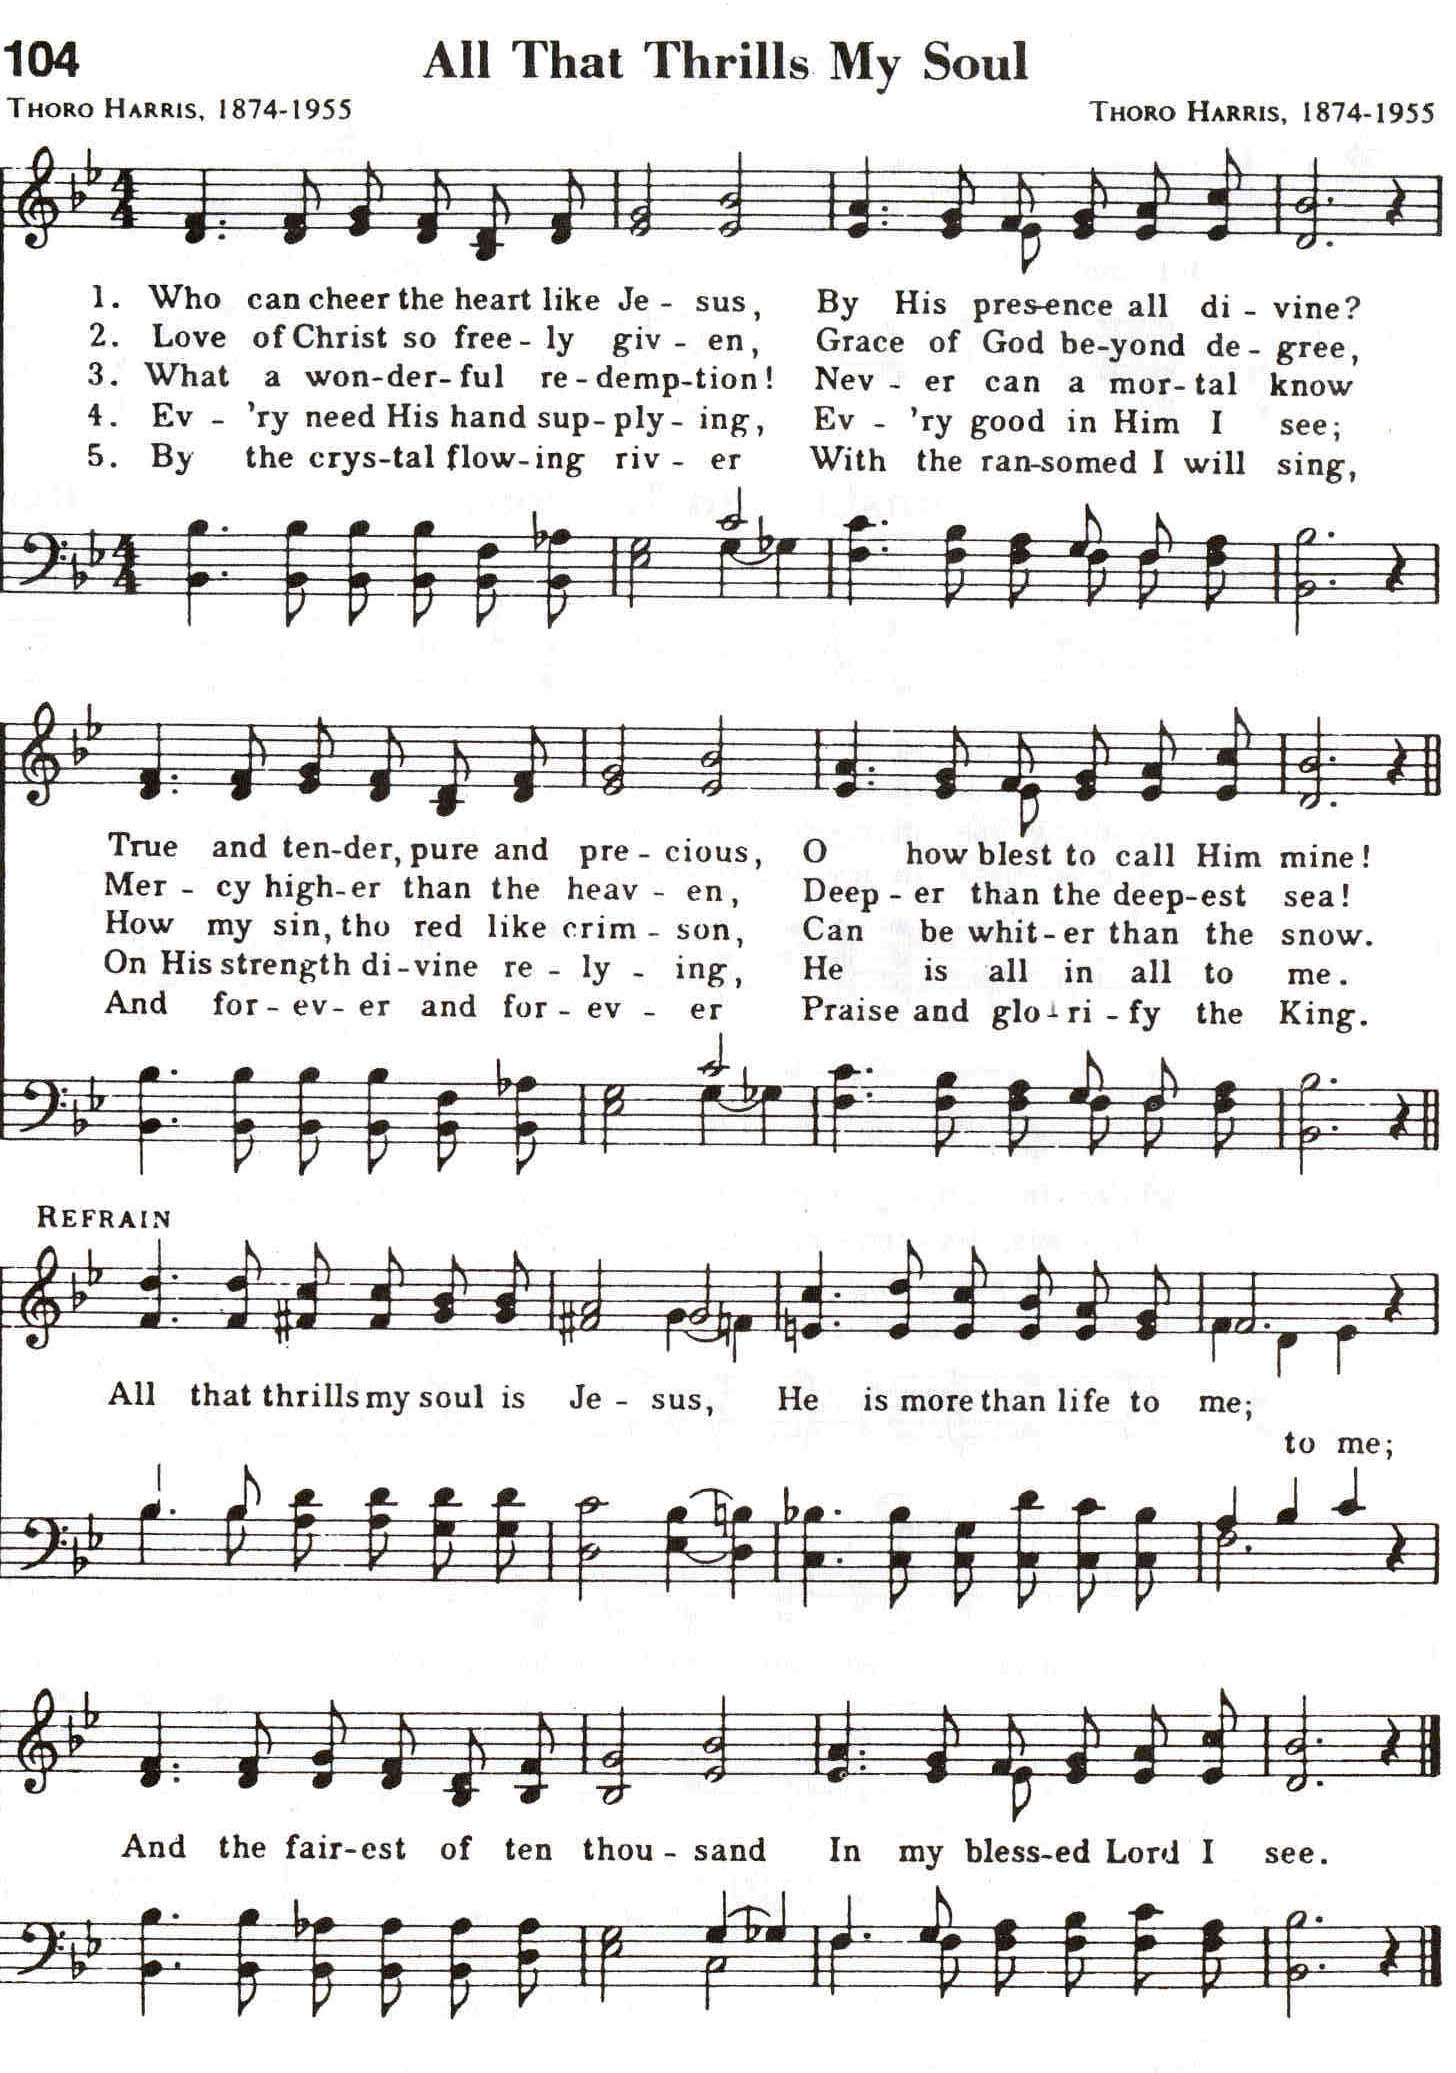 104
All That Thrills My Soul
THORO HARRIS, 1874-1955
THORO HARRIS, 1874-1955
1. Who can cheer the heart like Je - sus, By His pres-ence all di - vine?
2. Love of Christ so free - ly giv - en, Grace of God be-yond de - gree,
3. What a won-der-ful re-demp-tion! Nev - er can a mor-tal know
4. Ev - 'ry need His hand sup-ply-ing, Ev - 'ry good in Him I see;
5. By the crys-tal flow-ing riv - er With the ran-somed I will sing,
True and ten-der, pure and pre - cious, O how blest to call Him mine!
Mer - cy high-er than the heav - en, Deep - er than the deep-est sea!
How my sin, tho red like crim - son, Can be whit-er than the snow.
On His strength di-vine re - ly - ing, He is all in all to me.
And for - ev - er and for - ev - er Praise and glo - ri - fy the King.
REFRAIN
All that thrills my soul is Je - sus, He is more than life to me;
to me;
And the fair-est of ten thou - sand In my bless-ed Lord I see.